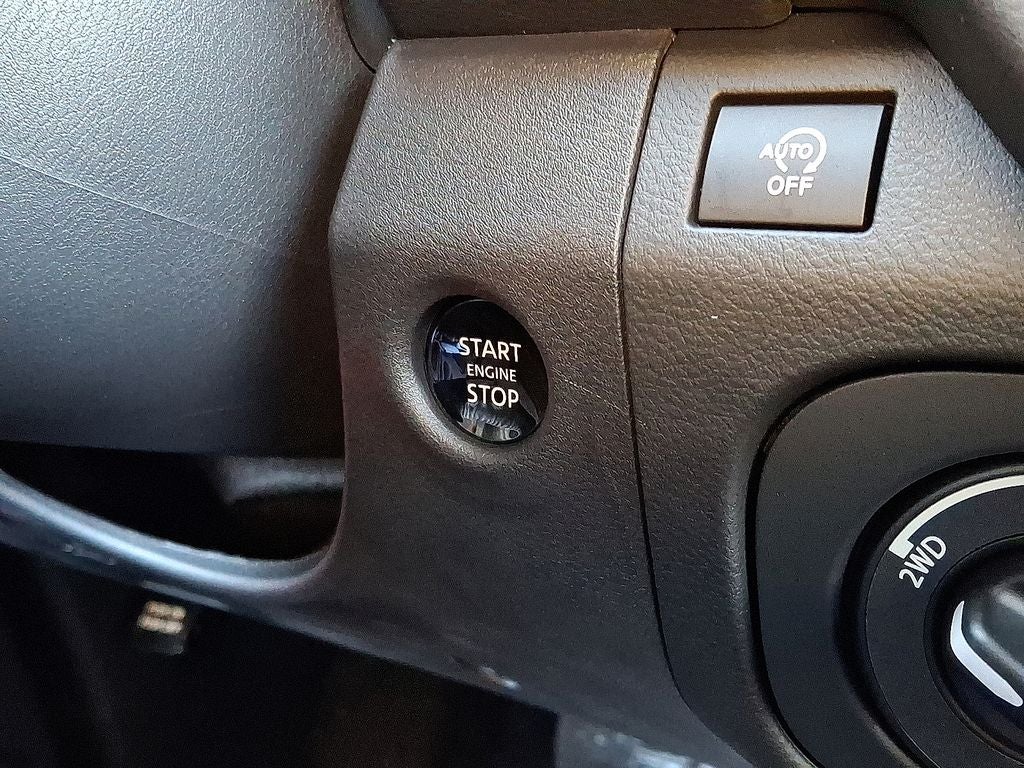 AUTO
OFF
START
ENGINE
STOP
2WD